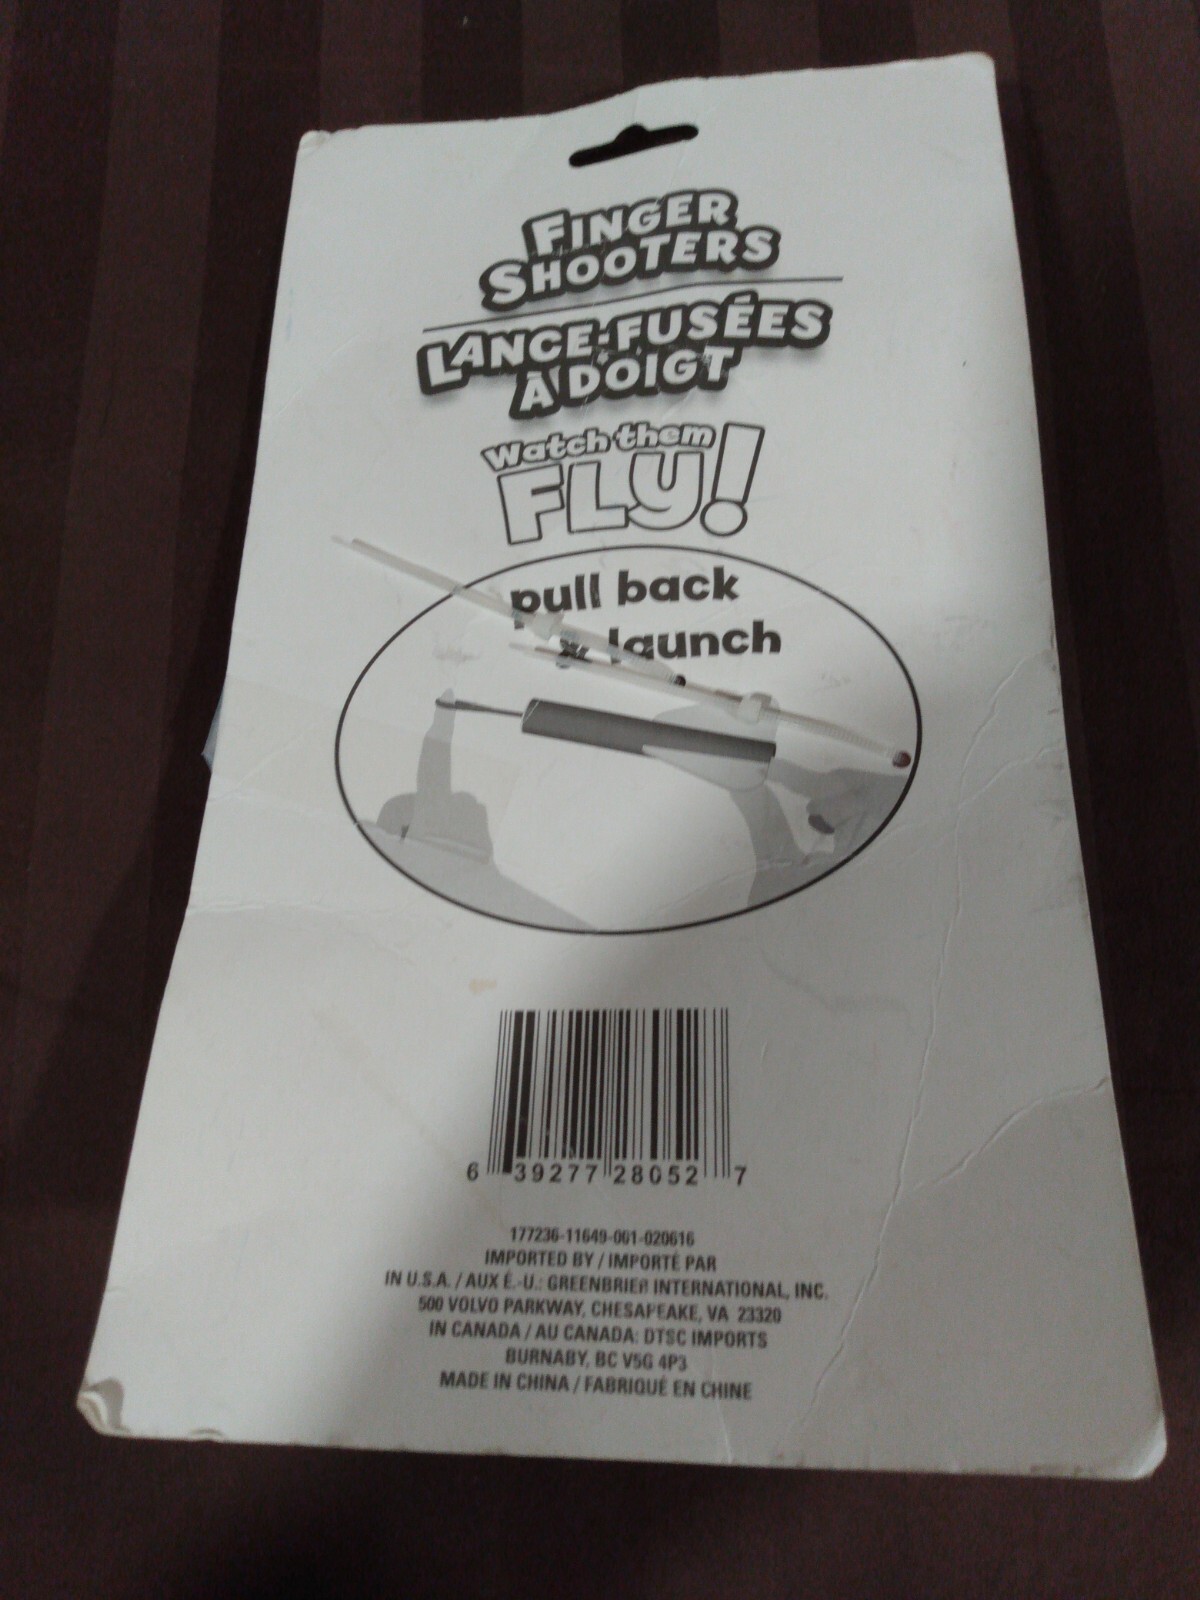 FINGER
SHOOTERS
LANCE-FUSÉES
À DOIGT
Watch them
FLY!
pull back
& launch
6 39277 28052 7
177236-11649-001-020616
IMPORTED BY / IMPORTÉ PAR
IN U.S.A. / AUX É.-U.: GREENBRIER INTERNATIONAL, INC.
500 VOLVO PARKWAY, CHESAPEAKE, VA 23320
IN CANADA / AU CANADA: DTSC IMPORTS
BURNABY, BC V5G 4P3
MADE IN CHINA / FABRIQUÉ EN CHINE